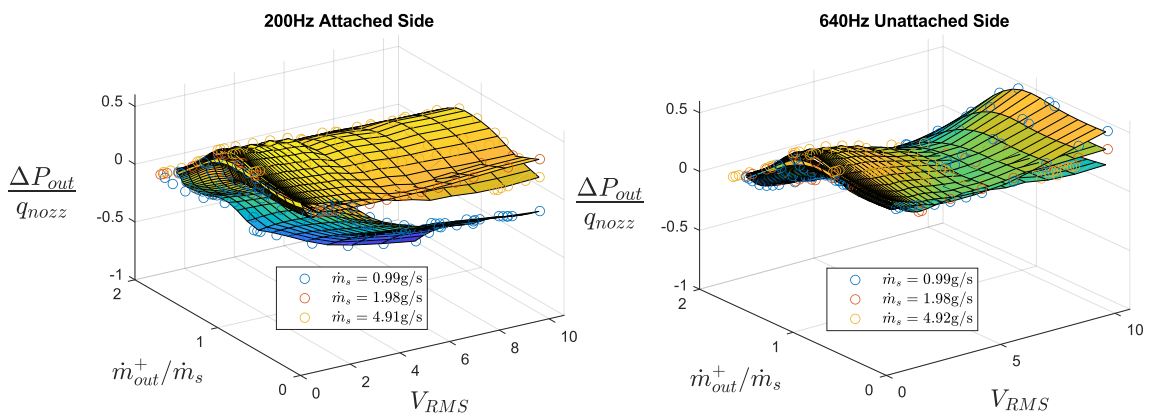 200Hz Attached Side
0.5
0
-0.5
-1
ΔP_out
q_nozz
2
1
0
ṁ⁺_out/ṁ_s
0
2
4
6
8
10
V_RMS
ṁ_s = 0.99g/s
ṁ_s = 1.98g/s
ṁ_s = 4.91g/s
640Hz Unattached Side
0.5
0
-0.5
-1
ΔP_out
q_nozz
2
1
0
ṁ⁺_out/ṁ_s
0
5
10
V_RMS
ṁ_s = 0.99g/s
ṁ_s = 1.98g/s
ṁ_s = 4.92g/s